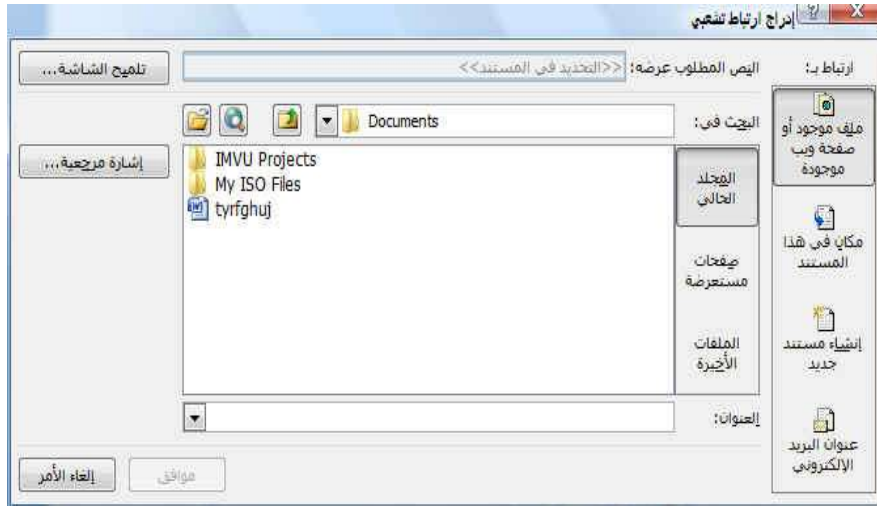 إدراج ارتباط تشعبي
ارتباط بـ:
النص المطلوب عرضه: <<التحديد في المستند>>
تلميح الشاشة...
ملف موجود أو
صفحة ويب
موجودة
مكان في هذا
المستند
إنشاء مستند
جديد
عنوان البريد
الإلكتروني
البحث في:
Documents
المجلد
الحالي
صفحات
مستعرضة
الملفات
الأخيرة
IMVU Projects
My ISO Files
tyrfghuj
إشارة مرجعية...
العنوان:
موافق
إلغاء الأمر